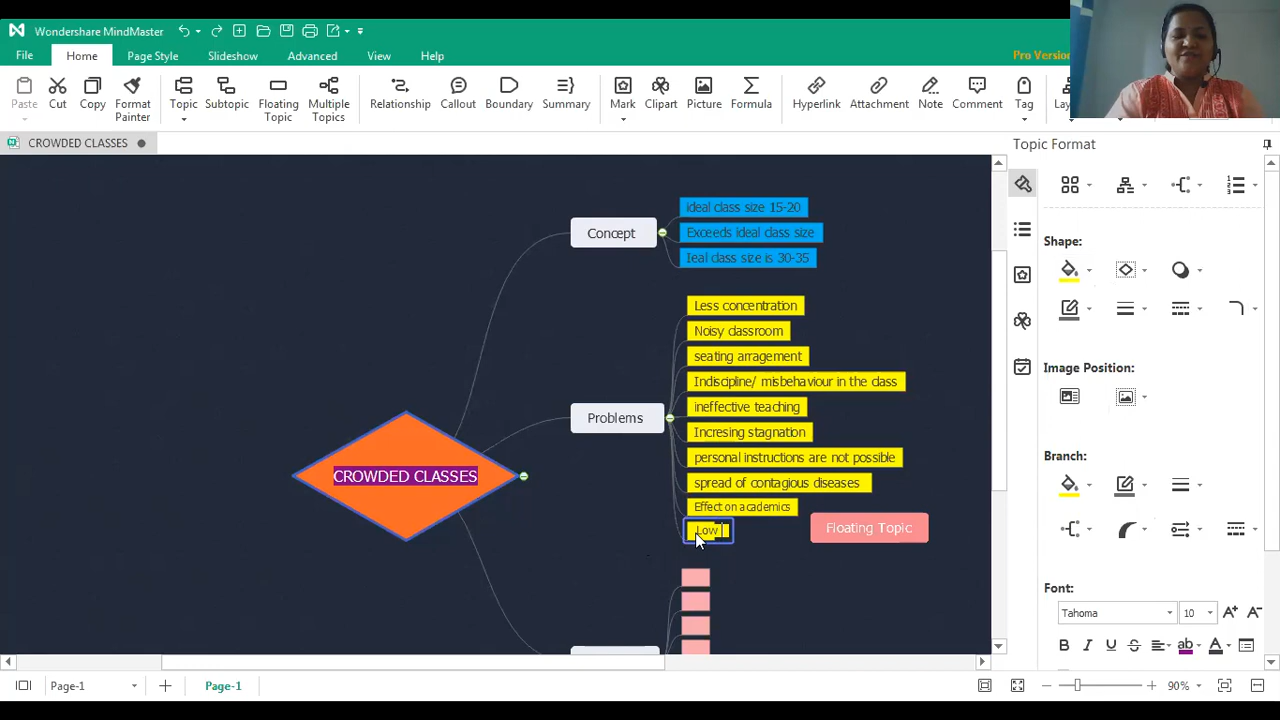 Wondershare MindMaster
File
Home
Page Style
Slideshow
Advanced
View
Help
Pro Version
Paste
Cut
Copy
Format
Painter
Topic
Subtopic
Floating
Topic
Multiple
Topics
Relationship
Callout
Boundary
Summary
Mark
Clipart
Picture
Formula
Hyperlink
Attachment
Note
Comment
Tag
CROWDED CLASSES
Topic Format
Concept
ideal class size 15-20
Exceeds ideal class size
Ieal class size is 30-35
Problems
Less concentration
Noisy classroom
seating arragement
Indiscipline/ misbehaviour in the class
ineffective teaching
Incresing stagnation
personal instructions are not possible
spread of contagious diseases
Effect on academics
Low
Floating Topic
CROWDED CLASSES
Shape:
Image Position:
Branch:
Font:
Tahoma
10
Page-1
Page-1
90%